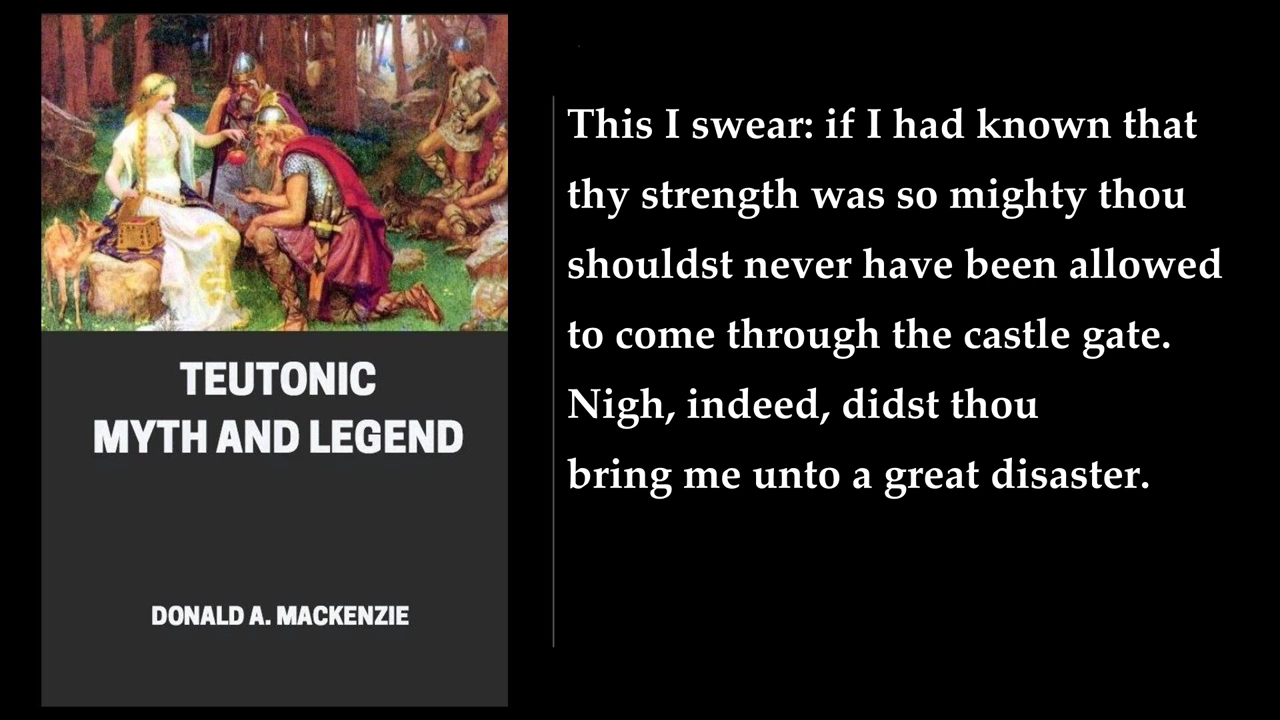 TEUTONIC
MYTH AND LEGEND
DONALD A. MACKENZIE
This I swear: if I had known that
thy strength was so mighty thou
shouldst never have been allowed
to come through the castle gate.
Nigh, indeed, didst thou
bring me unto a great disaster.